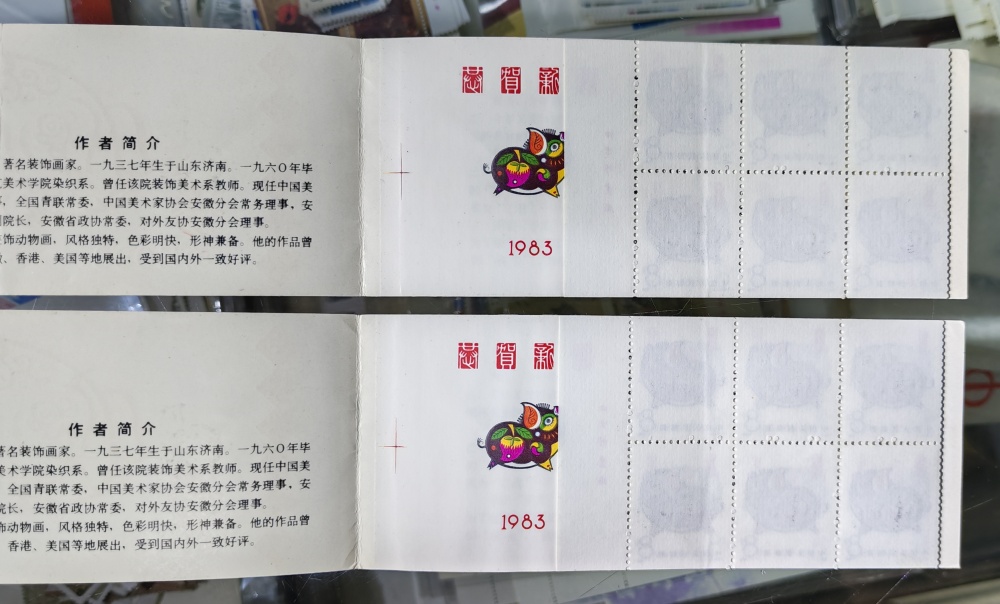 作者简介
著名装饰画家。一九三七年生于山东济南。一九六〇年毕
美术学院染织系。曾任该院装饰美术系教师。现任中国美
全国青联常委，中国美术家协会安徽分会常务理事，安
院长，安徽省政协常委，对外友协安徽分会理事。
饰动物画，风格独特，色彩明快，形神兼备。他的作品曾
、香港、美国等地展出，受到国内外一致好评。
恭贺新
1983
作者简介
著名装饰画家。一九三七年生于山东济南。一九六〇年毕
美术学院染织系。曾任该院装饰美术系教师。现任中国美
全国青联常委，中国美术家协会安徽分会常务理事，安
院长，安徽省政协常委，对外友协安徽分会理事。
饰动物画，风格独特，色彩明快，形神兼备。他的作品曾
香港、美国等地展出，受到国内外一致好评。
恭賀新
1983